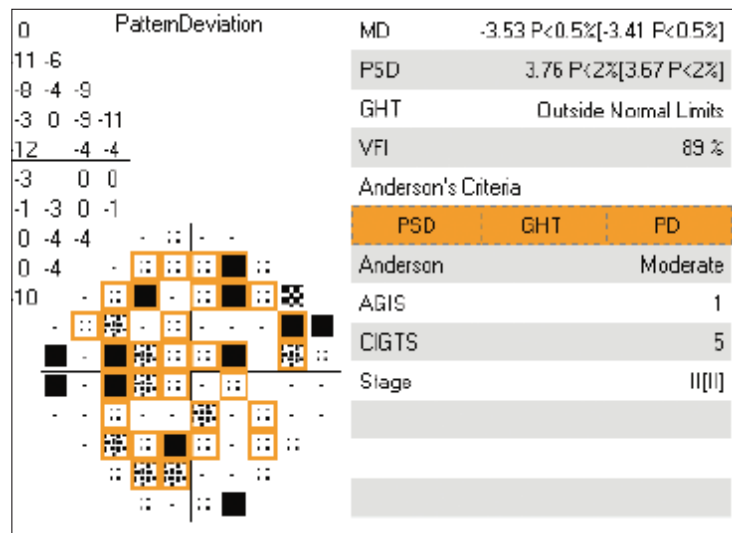 PatternDeviation
0
-11 -6
-8 -4 -9
-3 0 -9 -11
-12 -4 -4
-3 0 0
-1 -3 0 -1
0 -4 -4
0 -4
-10
MD -3.53 P<0.5%[-3.41 P<0.5%]
PSD 3.76 P<2%[3.67 P<2%]
GHT Outside Normal Limits
VFI 89 %
Anderson's Criteria
PSD GHT PD
Anderson Moderate
AGIS 1
CIGTS 5
Stage II[II]